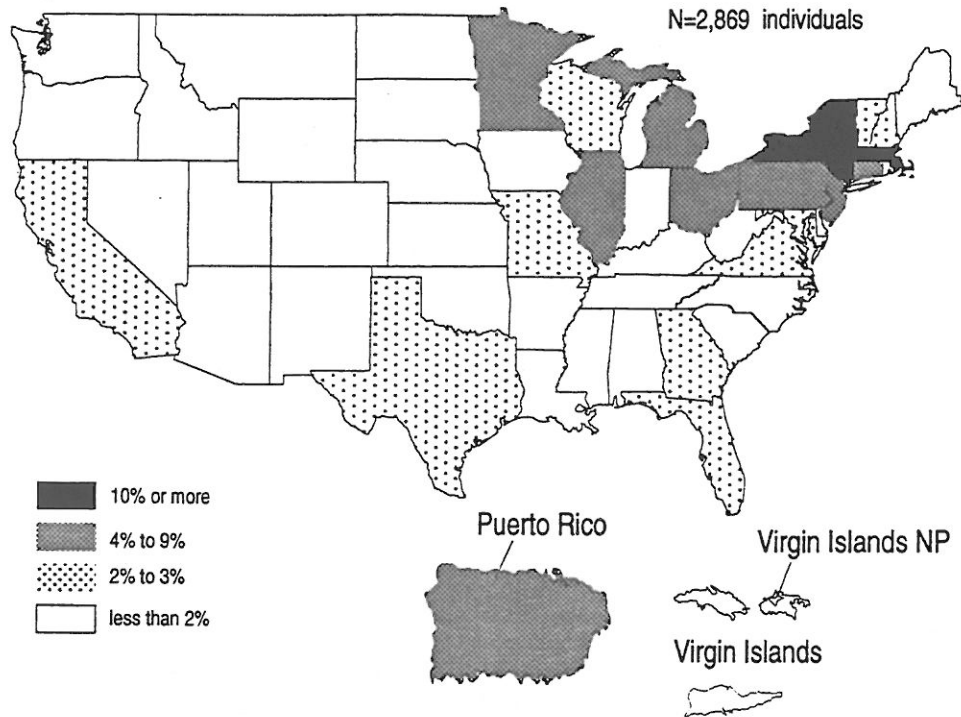 N=2,869 individuals
10% or more
4% to 9%
2% to 3%
less than 2%
Puerto Rico
Virgin Islands NP
Virgin Islands